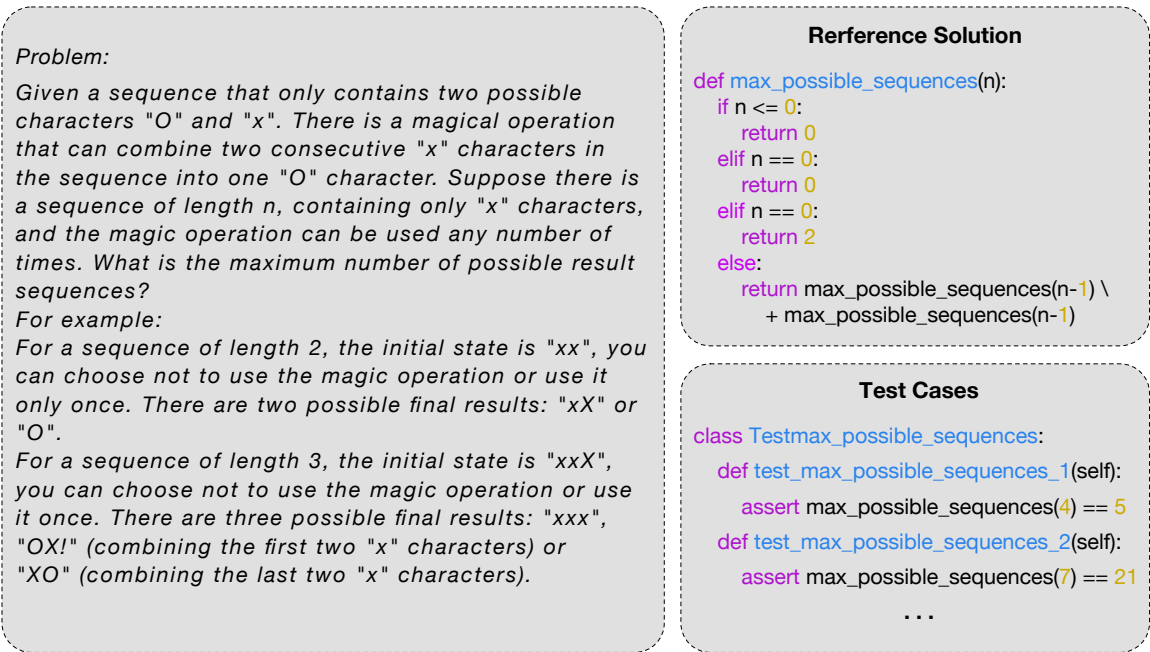 Problem:
Given a sequence that only contains two possible
characters "O" and "x". There is a magical operation
that can combine two consecutive "x" characters in
the sequence into one "O" character. Suppose there is
a sequence of length n, containing only "x" characters,
and the magic operation can be used any number of
times. What is the maximum number of possible result
sequences?
For example:
For a sequence of length 2, the initial state is "xx", you
can choose not to use the magic operation or use it
only once. There are two possible final results: "xX" or
"O".
For a sequence of length 3, the initial state is "xxX",
you can choose not to use the magic operation or use
it once. There are three possible final results: "xxx",
"OX!" (combining the first two "x" characters) or
"XO" (combining the last two "x" characters).
Rerference Solution
def max_possible_sequences(n):
if n <= 0:
return 0
elif n == 0:
return 0
elif n == 0:
return 2
else:
return max_possible_sequences(n-1) \
+ max_possible_sequences(n-1)
Test Cases
class Testmax_possible_sequences:
def test_max_possible_sequences_1(self):
assert max_possible_sequences(4) == 5
def test_max_possible_sequences_2(self):
assert max_possible_sequences(7) == 21
...